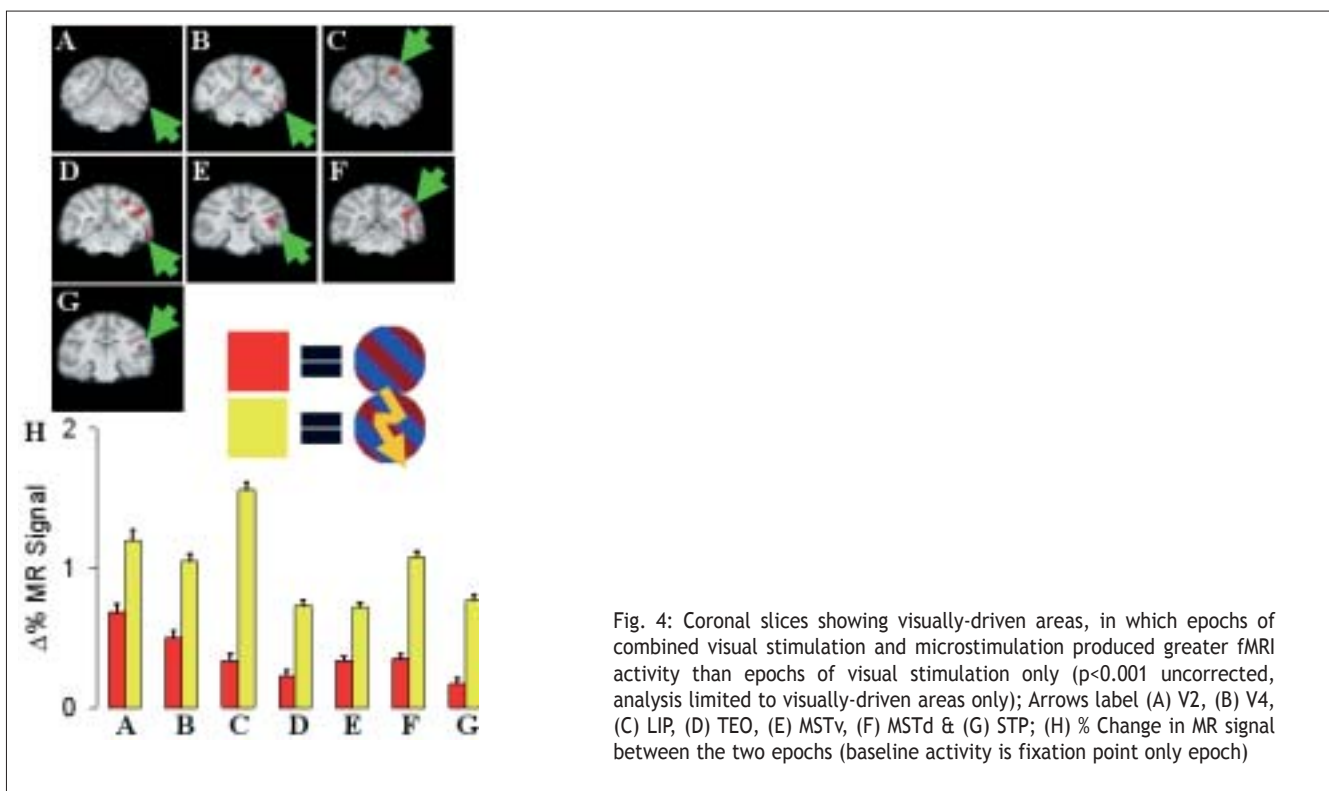 A
B
C
D
E
F
G
H
2
1
0
Δ% MR Signal
A B C D E F G
Fig. 4: Coronal slices showing visually-driven areas, in which epochs of
combined visual stimulation and microstimulation produced greater fMRI
activity than epochs of visual stimulation only (p<0.001 uncorrected,
analysis limited to visually-driven areas only); Arrows label (A) V2, (B) V4,
(C) LIP, (D) TEO, (E) MSTv, (F) MSTd & (G) STP; (H) % Change in MR signal
between the two epochs (baseline activity is fixation point only epoch)